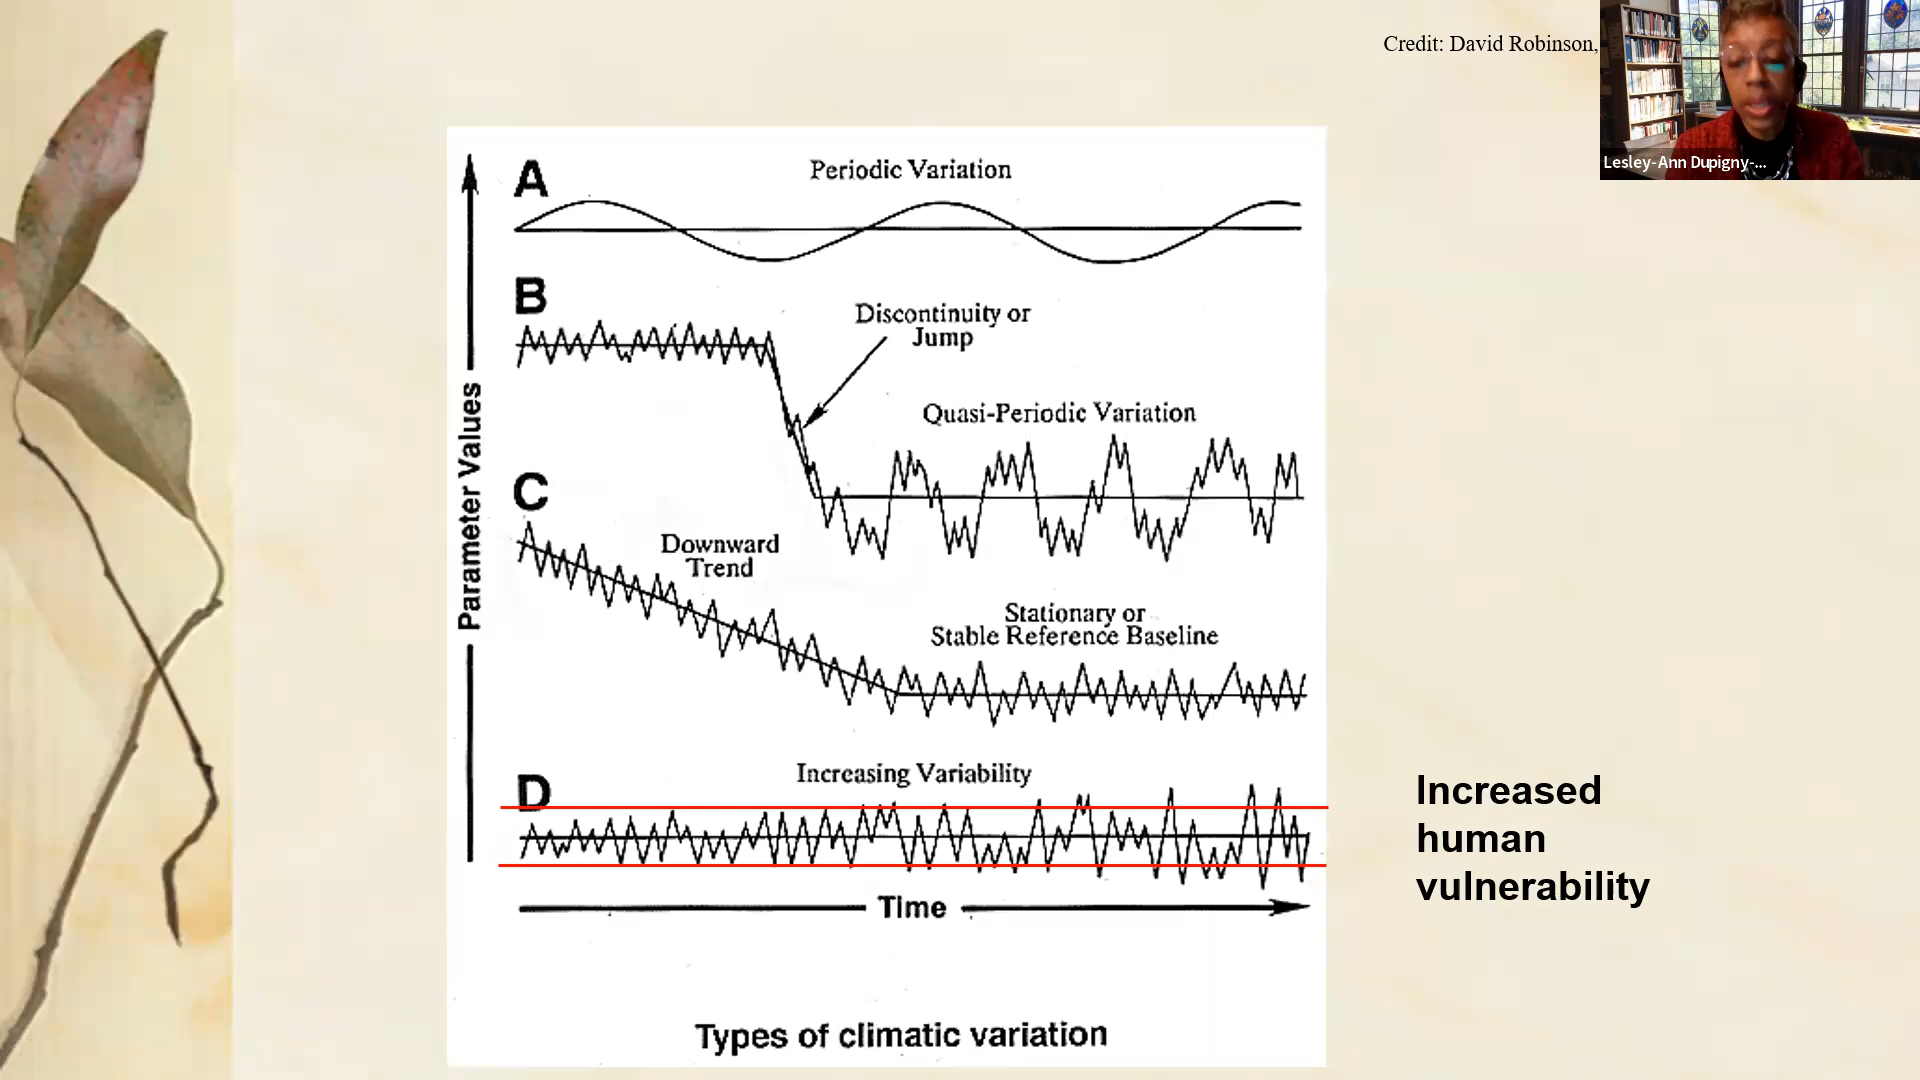 Credit: David Robinson,
Lesley-Ann Dupigny-...
A
Periodic Variation
B
Discontinuity or
Jump
Quasi-Periodic Variation
Parameter Values
C
Downward
Trend
Stationary or
Stable Reference Baseline
D
Increasing Variability
Time
Types of climatic variation
Increased
human
vulnerability